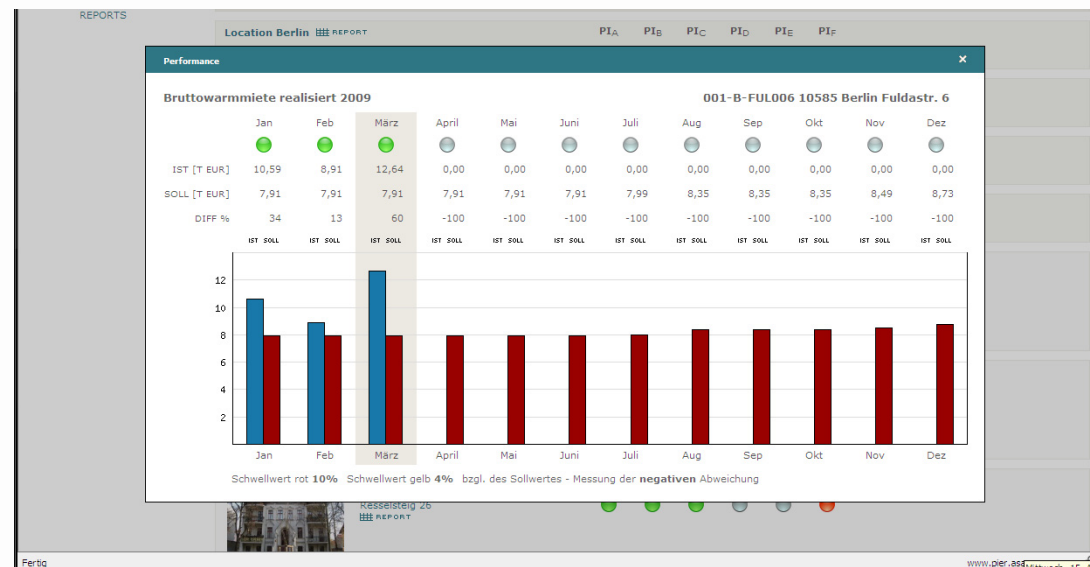 REPORTS
Location Berlin REPORT PIA PIB PIC PID PIE PIF
Performance ×
Bruttowarmmiete realisiert 2009 001-B-FUL006 10585 Berlin Fuldastr. 6
Jan Feb März April Mai Juni Juli Aug Sep Okt Nov Dez
IST [T EUR] 10,59 8,91 12,64 0,00 0,00 0,00 0,00 0,00 0,00 0,00 0,00 0,00
SOLL [T EUR] 7,91 7,91 7,91 7,91 7,91 7,91 7,99 8,35 8,35 8,35 8,49 8,73
DIFF % 34 13 60 -100 -100 -100 -100 -100 -100 -100 -100 -100
IST SOLL IST SOLL IST SOLL IST SOLL IST SOLL IST SOLL IST SOLL IST SOLL IST SOLL IST SOLL IST SOLL IST SOLL
12
10
8
6
4
2
Jan Feb März April Mai Juni Juli Aug Sep Okt Nov Dez
Schwellwert rot 10% Schwellwert gelb 4% bzgl. des Sollwertes - Messung der negativen Abweichung
Resselsteig 26
REPORT
Fertig www.pier.asa